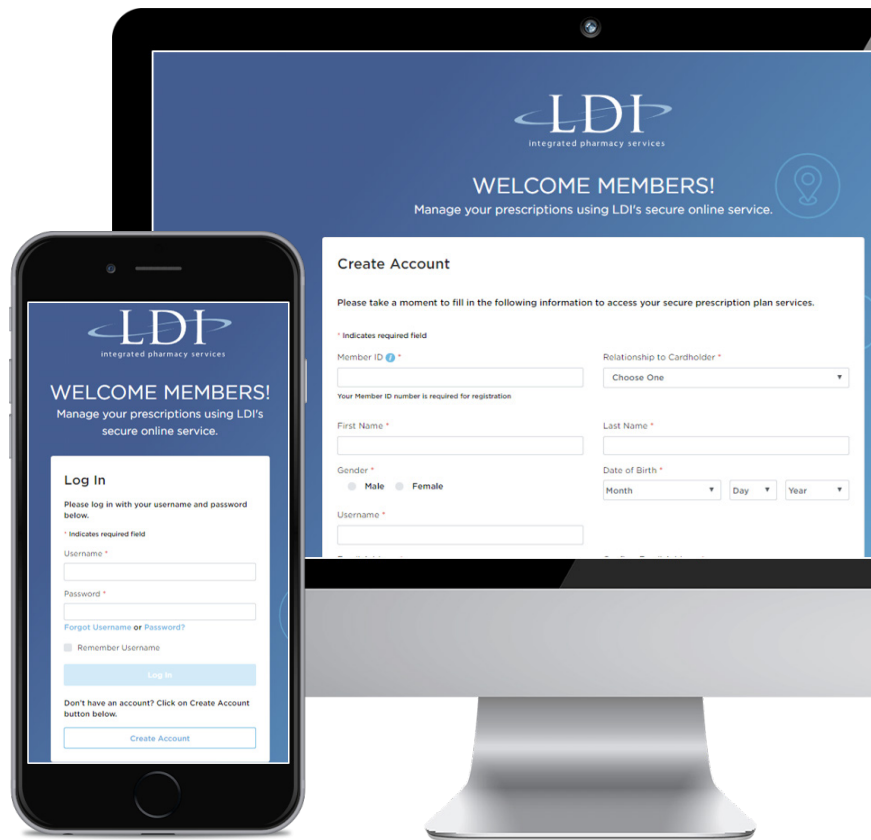 LDI
integrated pharmacy services
WELCOME MEMBERS!
Manage your prescriptions using LDI's secure online service.
Create Account
Please take a moment to fill in the following information to access your secure prescription plan services.
* Indicates required field
Member ID i *
Relationship to Cardholder *
Choose One
Your Member ID number is required for registration
First Name *
Last Name *
Gender *
Male Female
Date of Birth *
Month Day Year
Username *
LDI
integrated pharmacy services
WELCOME MEMBERS!
Manage your prescriptions using LDI's
secure online service.
Log In
Please log in with your username and password
below.
* Indicates required field
Username *
Password *
Forgot Username or Password?
Remember Username
Log In
Don't have an account? Click on Create Account
button below.
Create Account